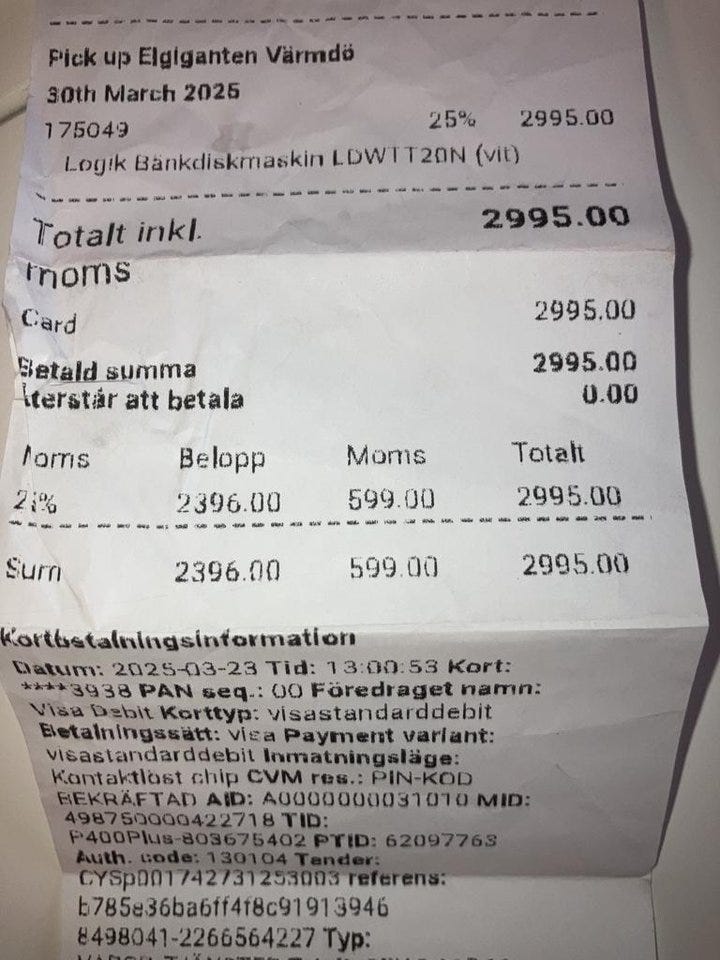 Pick up Elgiganten Värmdö
30th March 2025
175049 25% 2995.00
Logik Bänkdiskmaskin LDWTT20N (vit)
Totalt inkl. 2995.00
moms
Card 2995.00
Betald summa 2995.00
Återstår att betala 0.00
Moms Belopp Moms Totalt
25% 2396.00 599.00 2995.00
Sum 2396.00 599.00 2995.00
Kortbetalningsinformation
Datum: 2025-03-23 Tid: 13:00:53 Kort:
****3938 PAN seq.: 00 Föredraget namn:
Visa Debit Korttyp: visastandarddebit
Betalningssätt: visa Payment variant:
visastandarddebit Inmatningsläge:
Kontaktlöst chip CVM res.: PIN-KOD
BEKRÄFTAD AID: A0000000031010 MID:
498750000422718 TID:
P400Plus-803675402 PTID: 62097763
Auth. code: 130104 Tender:
CYSp001742731253003 referens:
b785e36ba6ff4f8c91913946
8498041-2266564227 Typ: